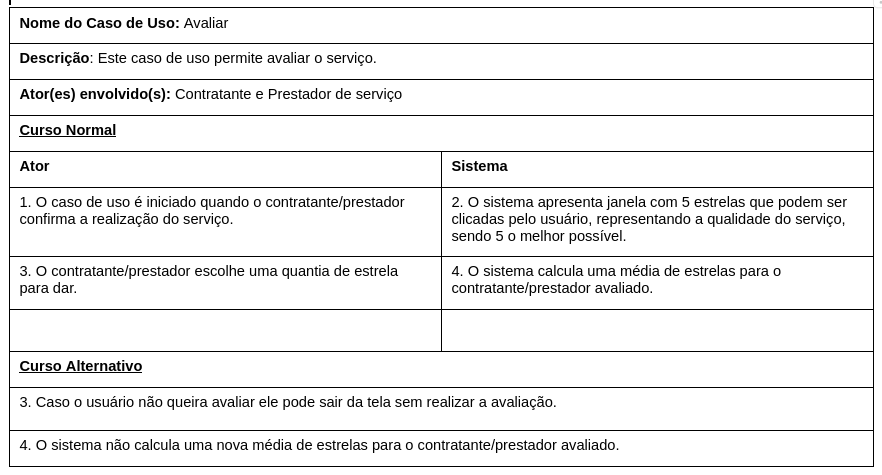 Nome do Caso de Uso: Avaliar
Descrição: Este caso de uso permite avaliar o serviço.
Ator(es) envolvido(s): Contratante e Prestador de serviço
Curso Normal
Ator
Sistema
1. O caso de uso é iniciado quando o contratante/prestador
confirma a realização do serviço.
2. O sistema apresenta janela com 5 estrelas que podem ser
clicadas pelo usuário, representando a qualidade do serviço,
sendo 5 o melhor possível.
3. O contratante/prestador escolhe uma quantia de estrela
para dar.
4. O sistema calcula uma média de estrelas para o
contratante/prestador avaliado.
Curso Alternativo
3. Caso o usuário não queira avaliar ele pode sair da tela sem realizar a avaliação.
4. O sistema não calcula uma nova média de estrelas para o contratante/prestador avaliado.